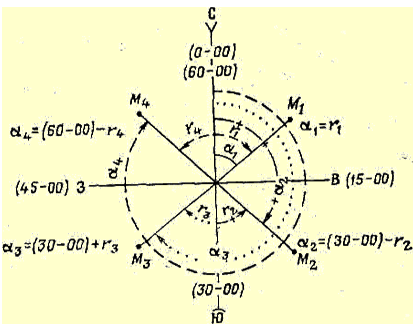 С
(0-00)
(60-00)
M₄
M₁
α₄=(60-00)-r₄
r₄
r₁
α₁=r₁
α₁
α₄
α₂
(45-00) З
В (15-00)
r₃
r₂
α₃
α₃=(30-00)+r₃
M₃
α₂=(30-00)-r₂
M₂
(30-00)
Ю